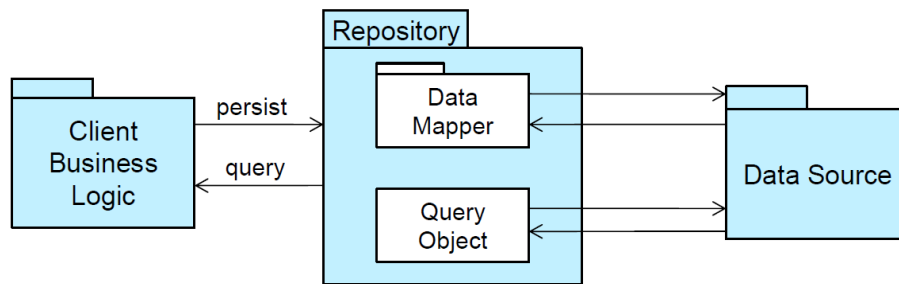 Repository
Client
Business
Logic
persist
query
Data
Mapper
Query
Object
Data Source